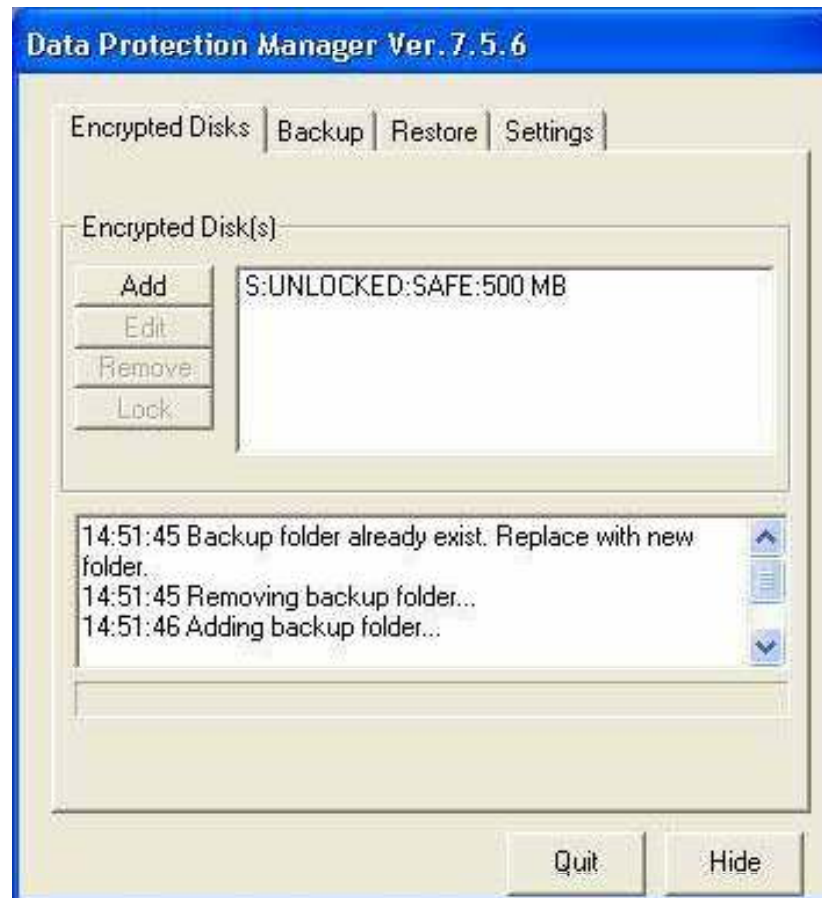 Data Protection Manager Ver.7.5.6
Encrypted Disks Backup Restore Settings
Encrypted Disk(s)
Add
Edit
Remove
Lock
S:UNLOCKED:SAFE:500 MB
14:51:45 Backup folder already exist. Replace with new
folder.
14:51:45 Removing backup folder...
14:51:46 Adding backup folder...
Quit Hide